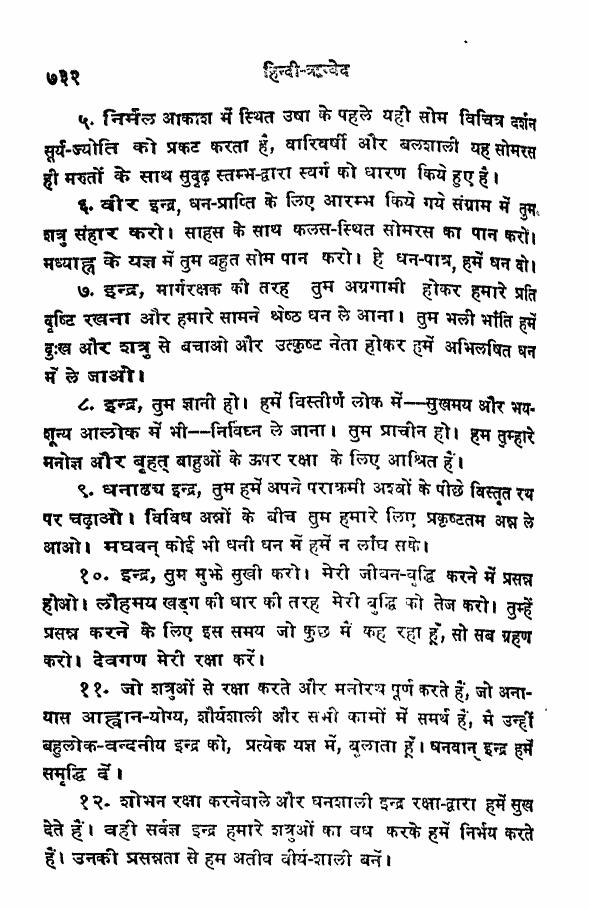 ७३२
हिन्दी-ऋग्वेद
५. निर्मल आकाश में स्थित उषा के पहले यही सोम विचित्र दर्शन
सूर्य-ज्योति को प्रकट करता है, वारिवर्षी और बलशाली यह सोमरस
ही मरुतों के साथ सुदृढ़ स्तम्भ-द्वारा स्वर्ग को धारण किये हुए है।
६. वीर इन्द्र, धन-प्राप्ति के लिए आरम्भ किये गये संग्राम में तुम
शत्रु संहार करो। साहस के साथ कलस-स्थित सोमरस का पान करो।
मध्याह्न के यज्ञ में तुम बहुत सोम पान करो। हे धन-पात्र, हमें धन दो।
७. इन्द्र, मार्गरक्षक की तरह तुम अग्रगामी होकर हमारे प्रति
दृष्टि रखना और हमारे सामने श्रेष्ठ धन ले आना। तुम भली भाँति हमें
दुःख और शत्रु से बचाओ और उत्कृष्ट नेता होकर हमें अभिलषित धन
में ले जाओ।
८. इन्द्र, तुम ज्ञानी हो। हमें विस्तीर्ण लोक में—सुखमय और भय-
शून्य आलोक में भी—निर्विघ्न ले जाना। तुम प्राचीन हो। हम तुम्हारे
मनोज्ञ और बृहत् बाहुओं के ऊपर रक्षा के लिए आश्रित हैं।
९. धनाढ्य इन्द्र, तुम हमें अपने पराक्रमी अश्वों के पीछे विस्तृत रथ
पर चढ़ाओ। विविध अन्नों के बीच तुम हमारे लिए प्रकृष्टतम अन्न ले
आओ। मघवन् कोई भी धनी धन में हमें न लाँघ सके।
१०. इन्द्र, तुम मुझे सुखी करो। मेरी जीवन-वृद्धि करने में प्रसन्न
होओ। लौहमय खड्ग की धार की तरह मेरी बुद्धि को तेज करो। तुम्हें
प्रसन्न करने के लिए इस समय जो कुछ मैं कह रहा हूँ, सो सब ग्रहण
करो। देवगण मेरी रक्षा करें।
११. जो शत्रुओं से रक्षा करते और मनोरथ पूर्ण करते हैं, जो अना-
यास आह्वान-योग्य, शौर्यशाली और सभी कामों में समर्थ हैं, मै उन्हीं
बहुलोक-वन्दनीय इन्द्र को, प्रत्येक यज्ञ में, बुलाता हूँ। धनवान् इन्द्र हमें
समृद्धि दें।
१२. शोभन रक्षा करनेवाले और धनशाली इन्द्र रक्षा-द्वारा हमें सुख
देते हैं। वही सर्वज्ञ इन्द्र हमारे शत्रुओं का वध करके हमें निर्भय करते
हैं। उनकी प्रसन्नता से हम अतीव वीर्य-शाली बनें।